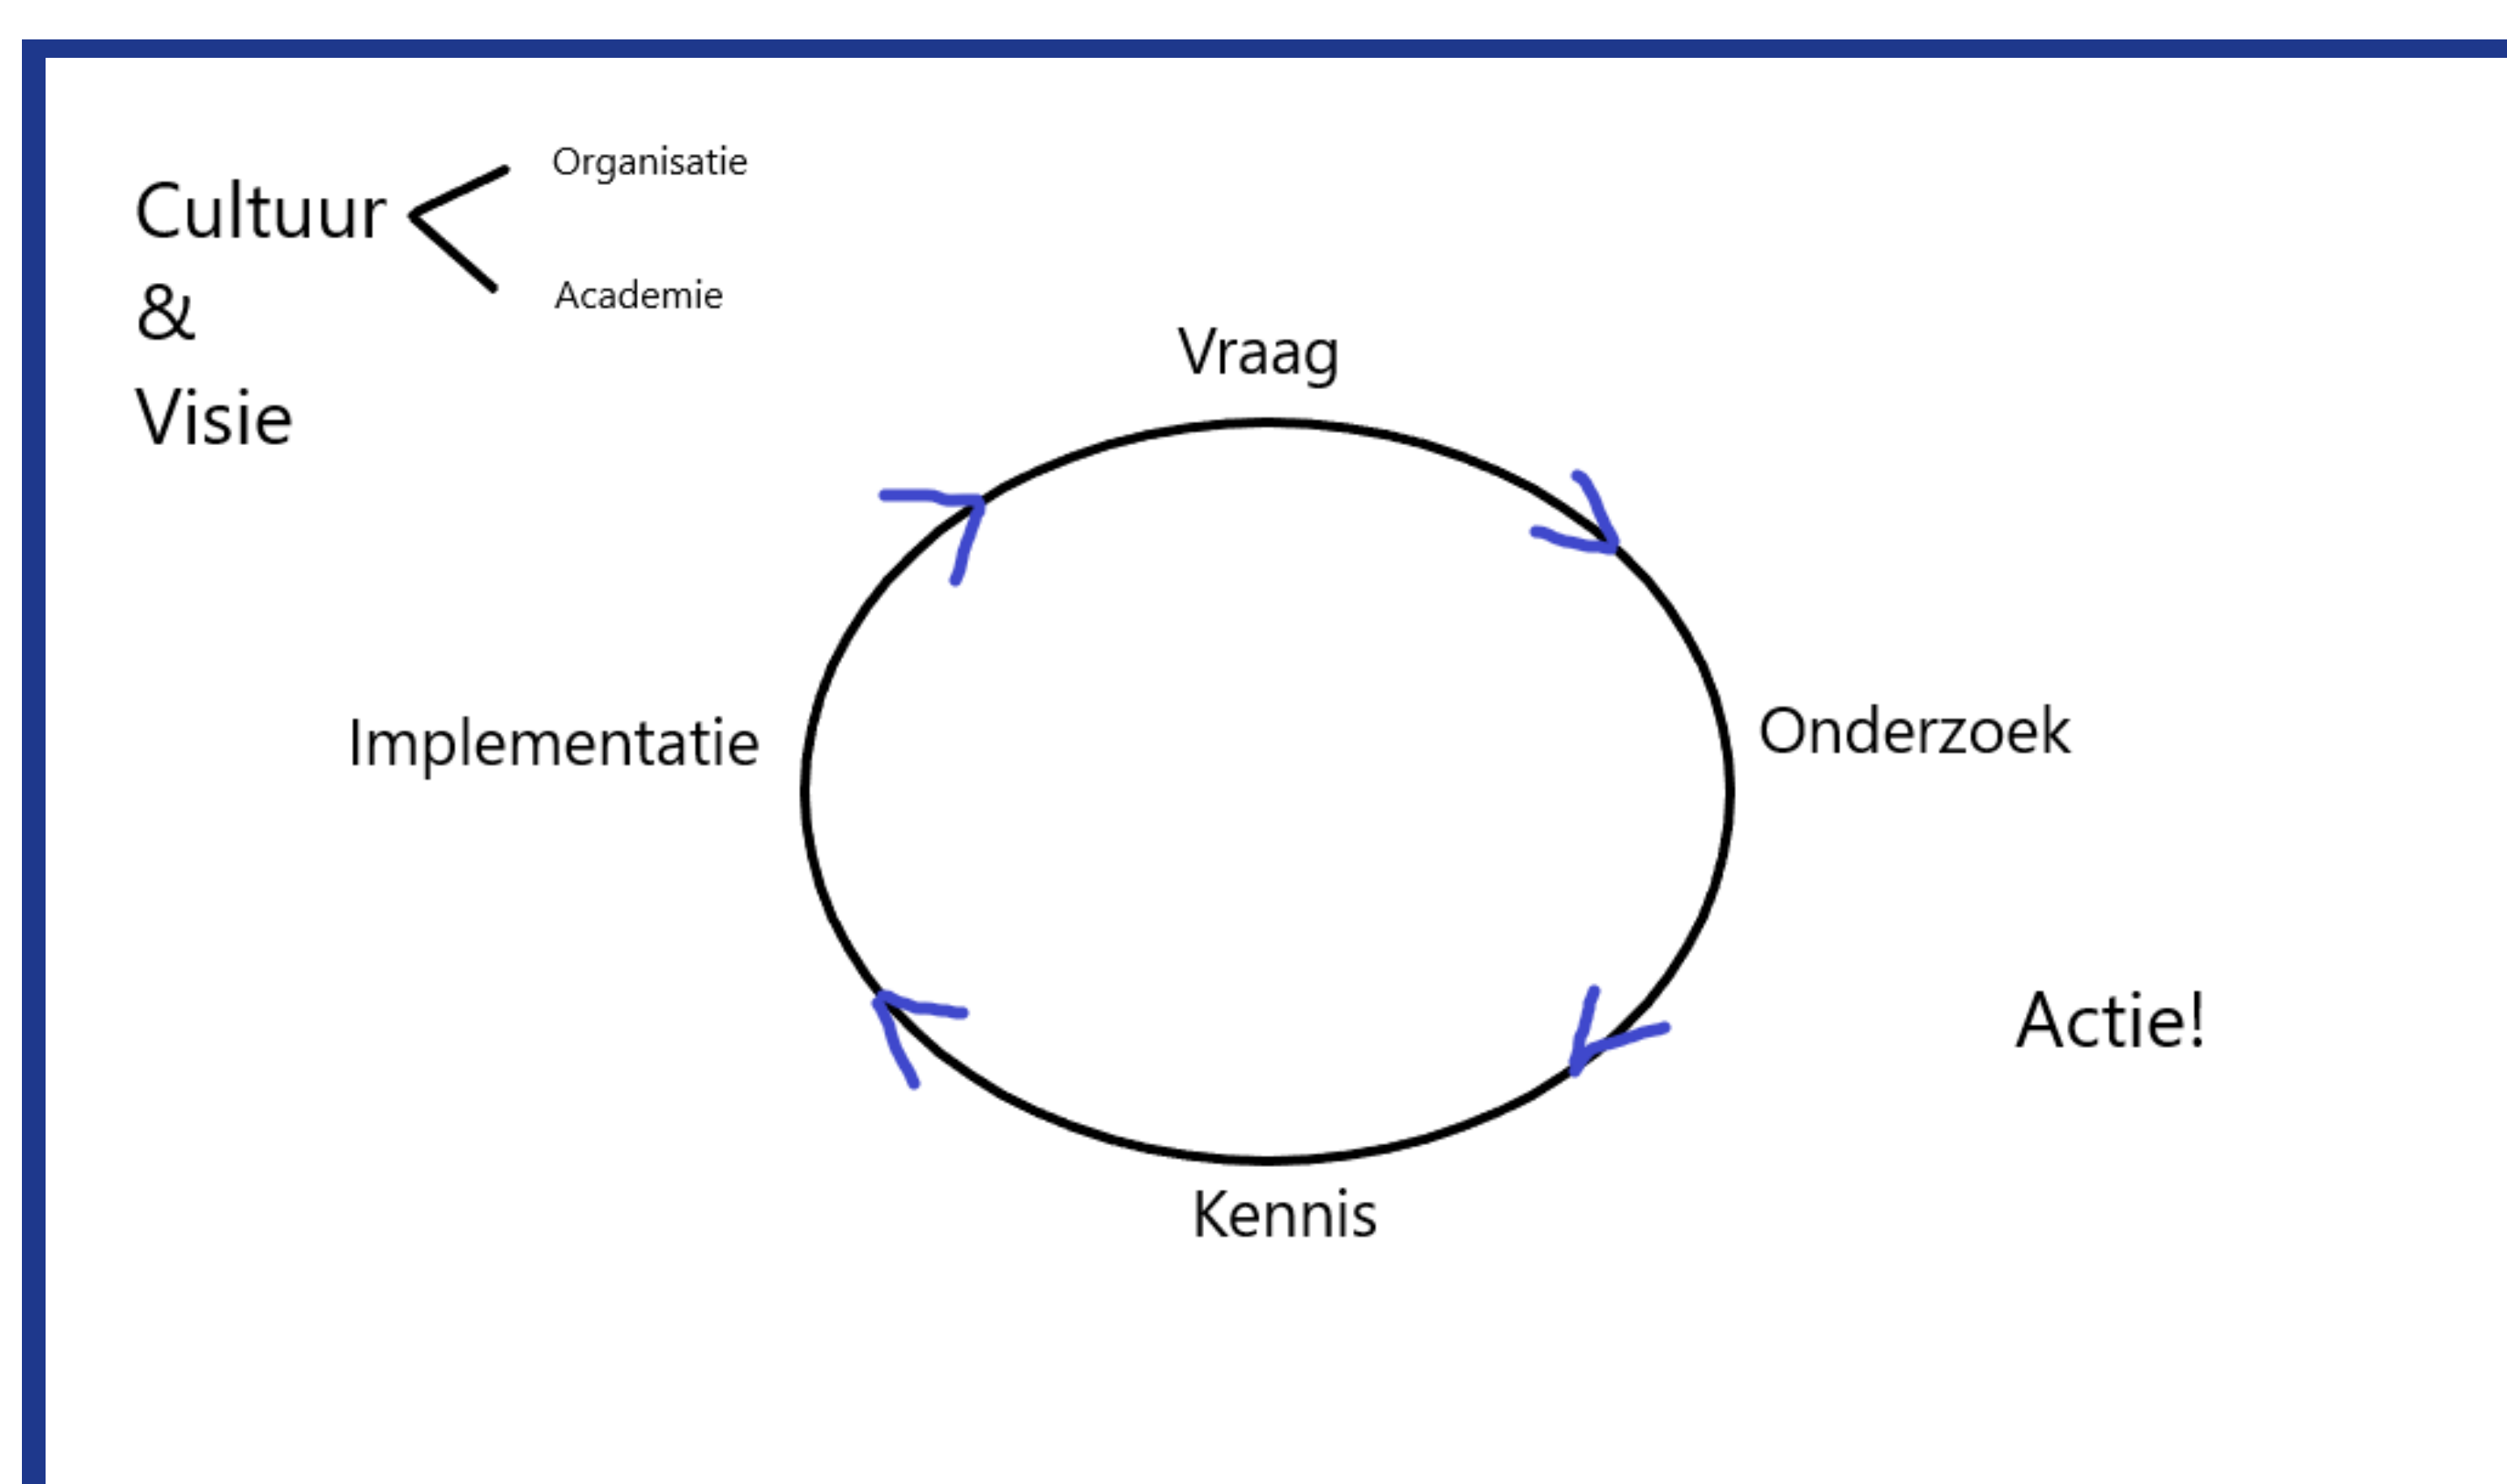 Organisatie
Cultuur
Academie
&
Visie
Vraag
Onderzoek
Implementatie
Actie!
Kennis